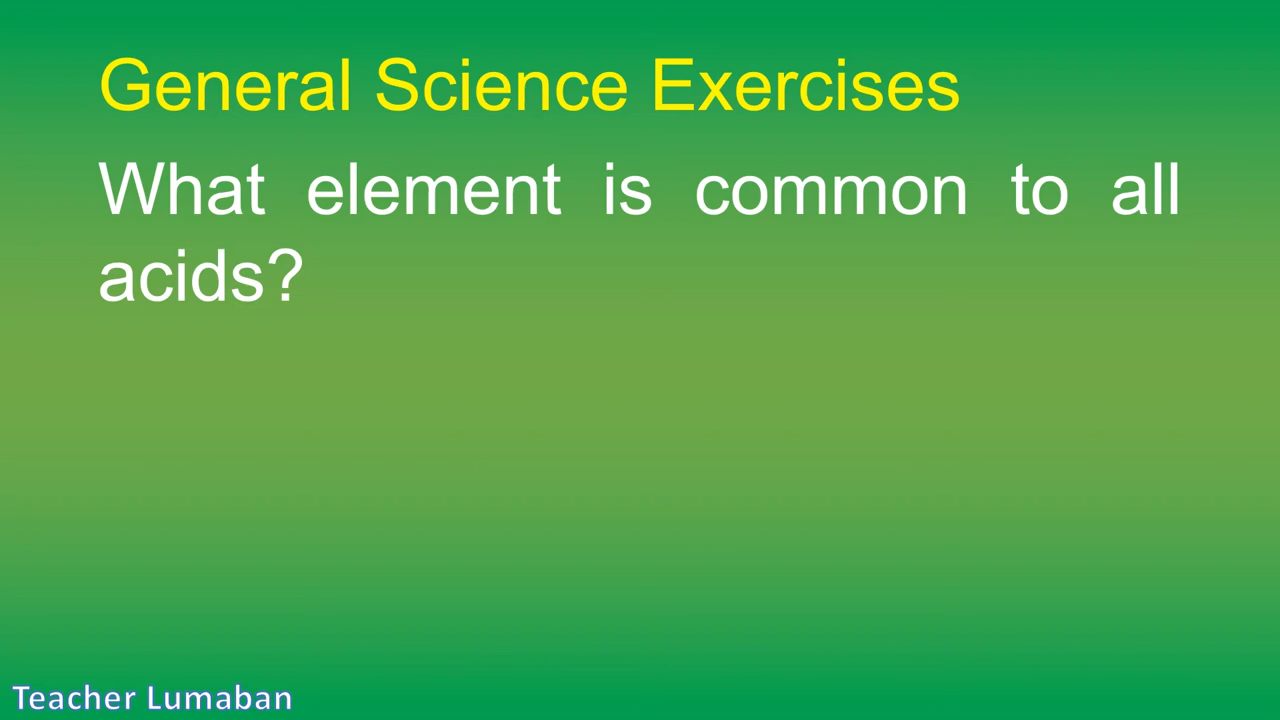 General Science Exercises
What element is common to all
acids?
Teacher Lumaban